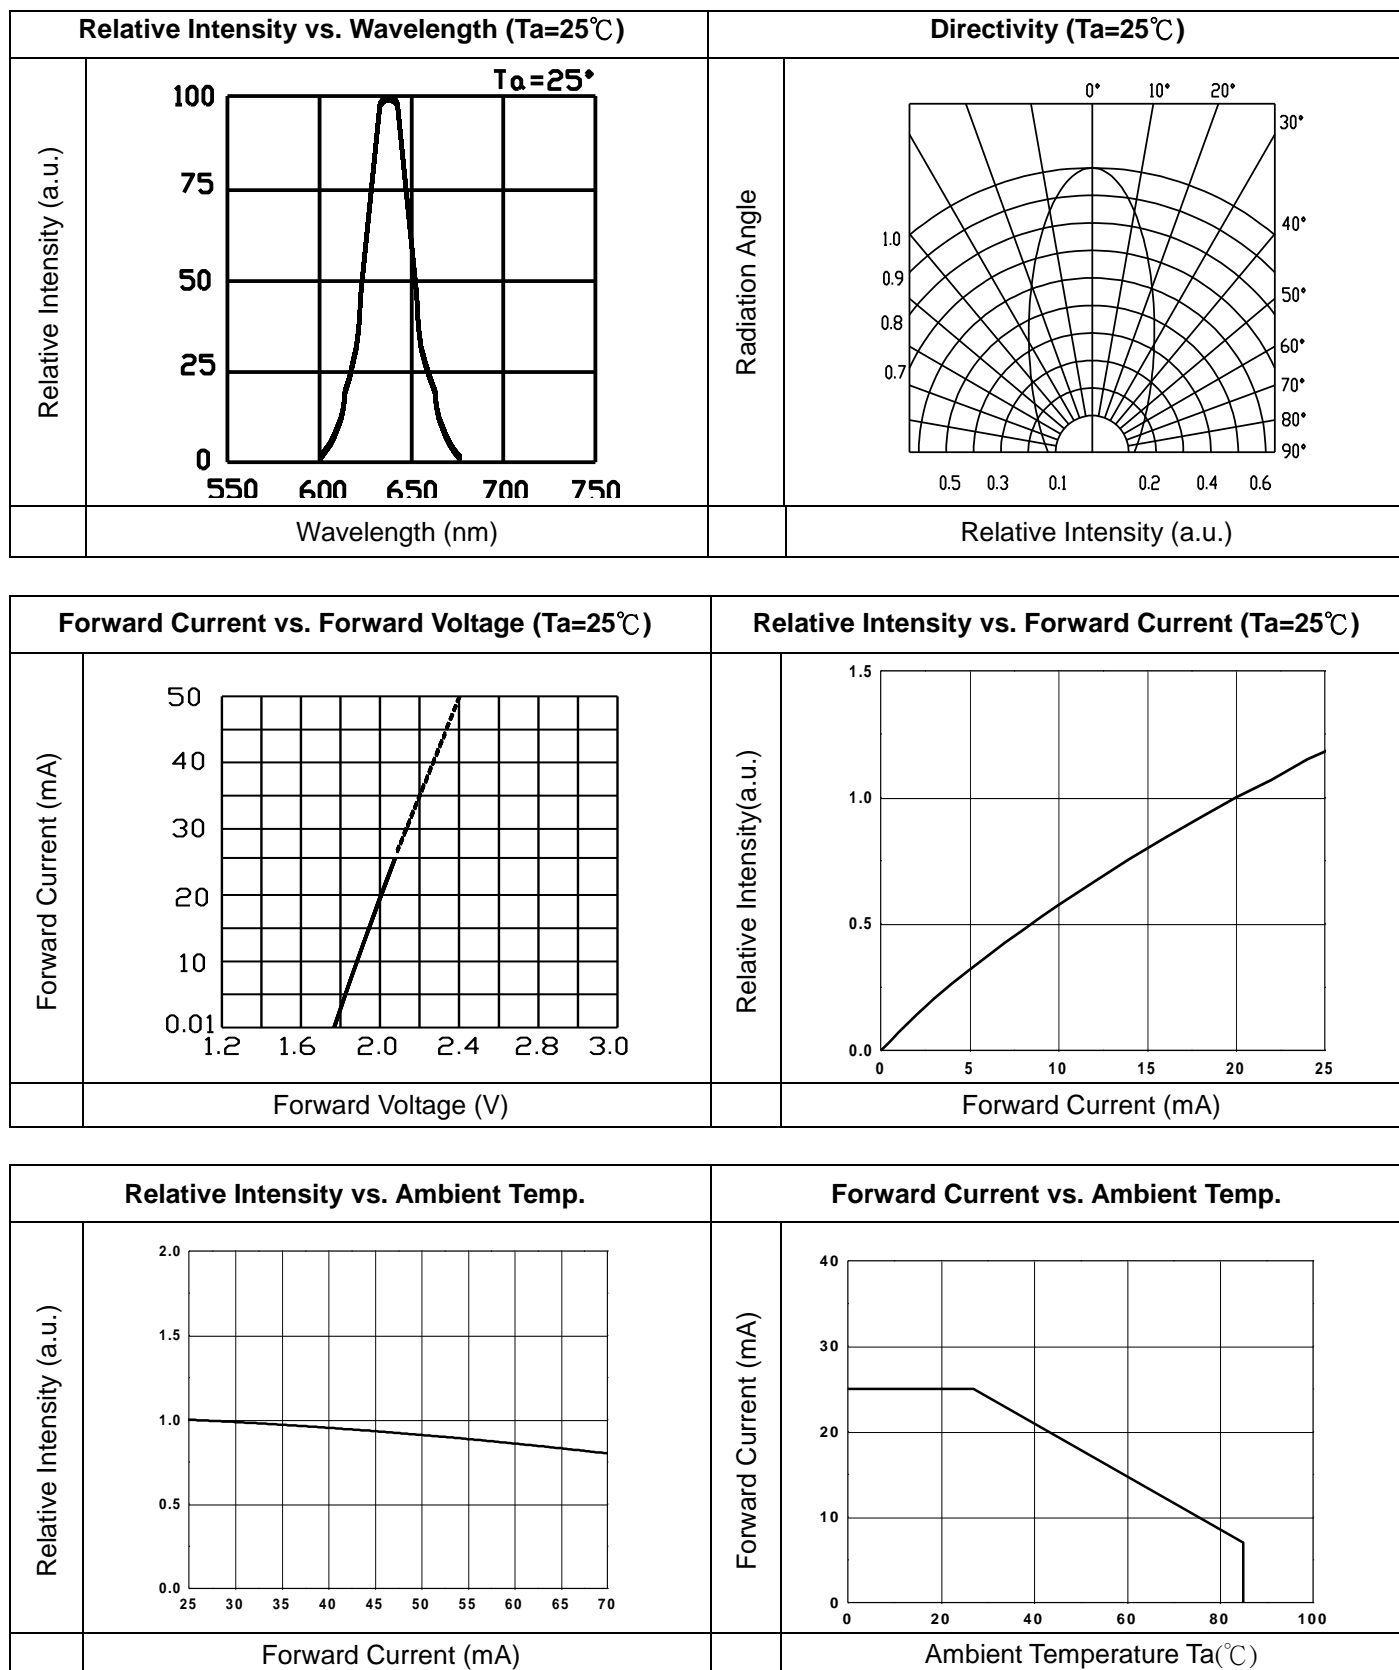 Relative Intensity vs. Wavelength (Ta=25℃)
Directivity (Ta=25℃)
Relative Intensity (a.u.)
Ta=25°
100
75
50
25
0
550 600 650 700 750
Wavelength (nm)
Radiation Angle
0° 10° 20°
30°
40°
50°
60°
70°
80°
90°
1.0
0.9
0.8
0.7
0.5 0.3 0.1 0.2 0.4 0.6
Relative Intensity (a.u.)
Forward Current vs. Forward Voltage (Ta=25℃)
Relative Intensity vs. Forward Current (Ta=25℃)
Forward Current (mA)
50
40
30
20
10
0.01
1.2 1.6 2.0 2.4 2.8 3.0
Forward Voltage (V)
Relative Intensity(a.u.)
1.5
1.0
0.5
0.0
0 5 10 15 20 25
Forward Current (mA)
Relative Intensity vs. Ambient Temp.
Forward Current vs. Ambient Temp.
Relative Intensity (a.u.)
2.0
1.5
1.0
0.5
0.0
25 30 35 40 45 50 55 60 65 70
Forward Current (mA)
Forward Current (mA)
40
30
20
10
0
0 20 40 60 80 100
Ambient Temperature Ta(℃)